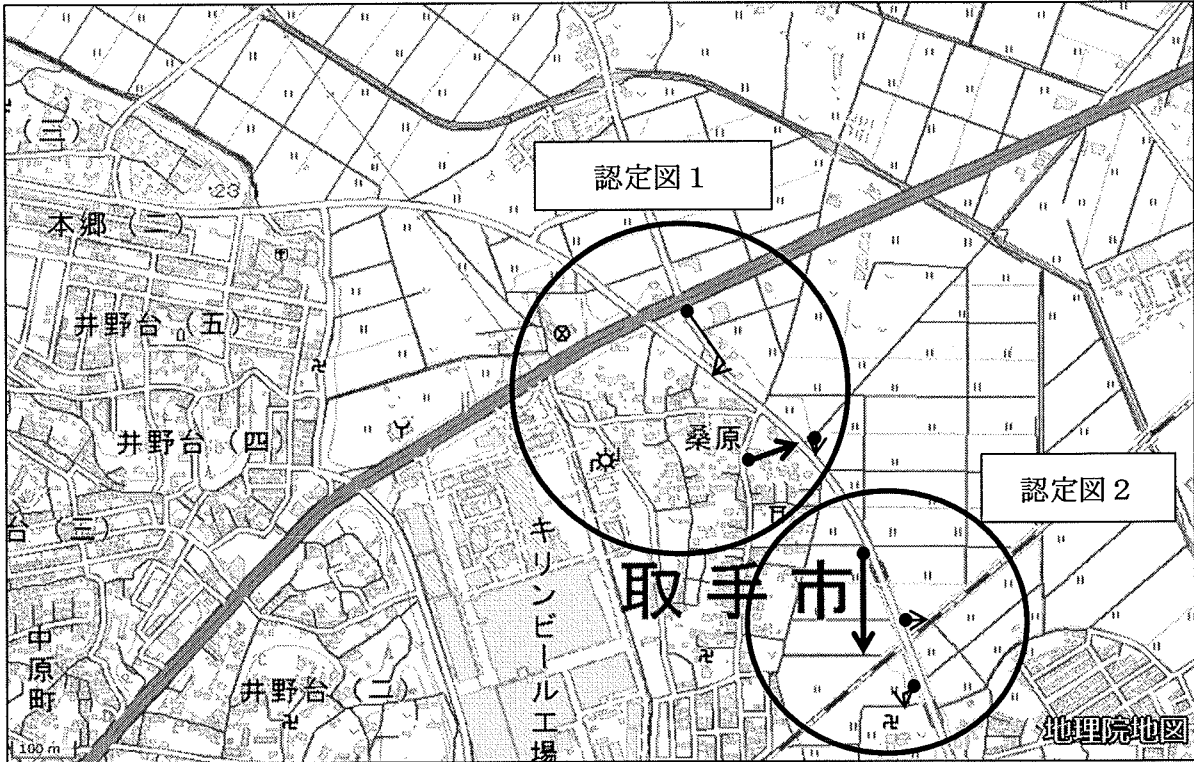 (三)
23
認定図1
本郷(二)
井野台(五)
井野台(四)
桑原
認定図2
台(三)
キリンビール工場
取手市
中原町
井野台(二)
地理院地図
100 m